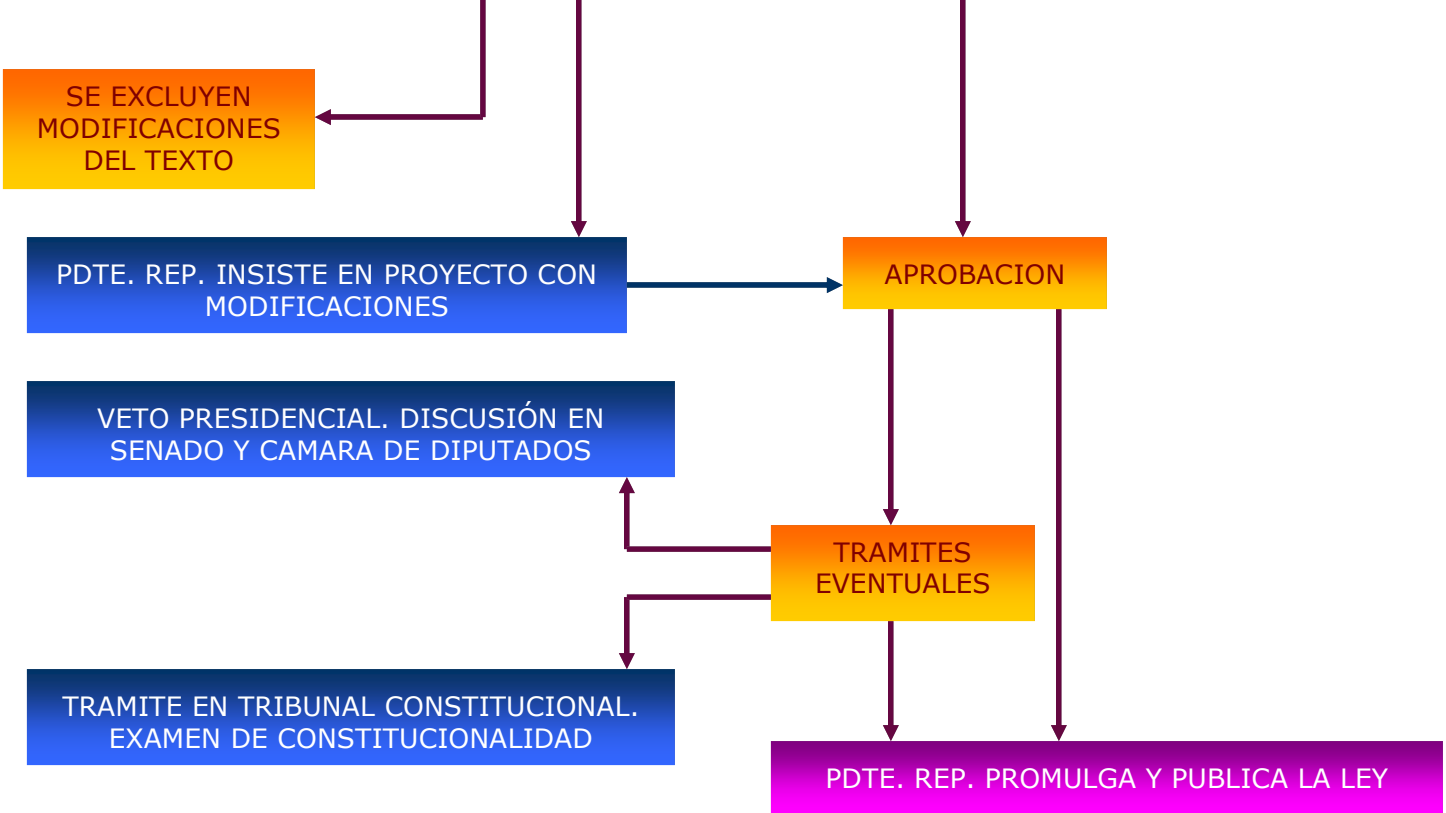 SE EXCLUYEN
MODIFICACIONES
DEL TEXTO
PDTE. REP. INSISTE EN PROYECTO CON
MODIFICACIONES
APROBACION
VETO PRESIDENCIAL. DISCUSIÓN EN
SENADO Y CAMARA DE DIPUTADOS
TRAMITES
EVENTUALES
TRAMITE EN TRIBUNAL CONSTITUCIONAL.
EXAMEN DE CONSTITUCIONALIDAD
PDTE. REP. PROMULGA Y PUBLICA LA LEY